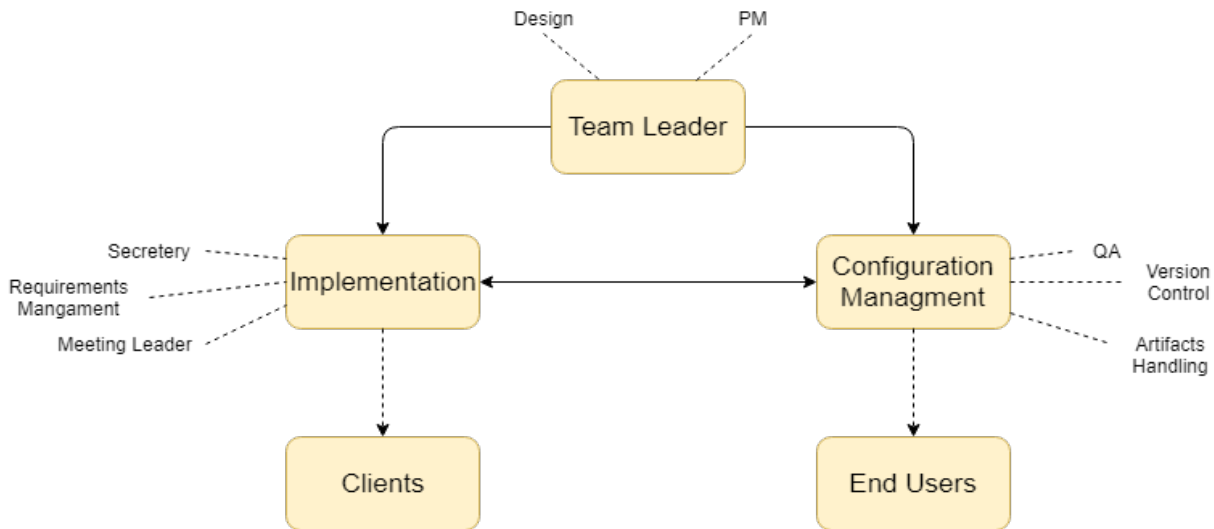 Design
PM
Team Leader
Secretery
Implementation
Requirements
Mangament
Meeting Leader
Configuration
Managment
QA
Version
Control
Artifacts
Handling
Clients
End Users